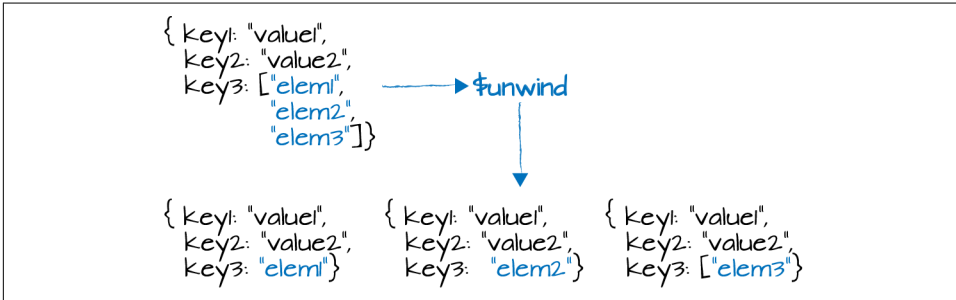 { key1: "value1",
key2: "value2",
key3: ["elem1",
"elem2",
"elem3"]}
$unwind
{ key1: "value1",
key2: "value2",
key3: "elem1"}
{ key1: "value1",
key2: "value2",
key3: "elem2"}
{ key1: "value1",
key2: "value2",
key3: ["elem3"}